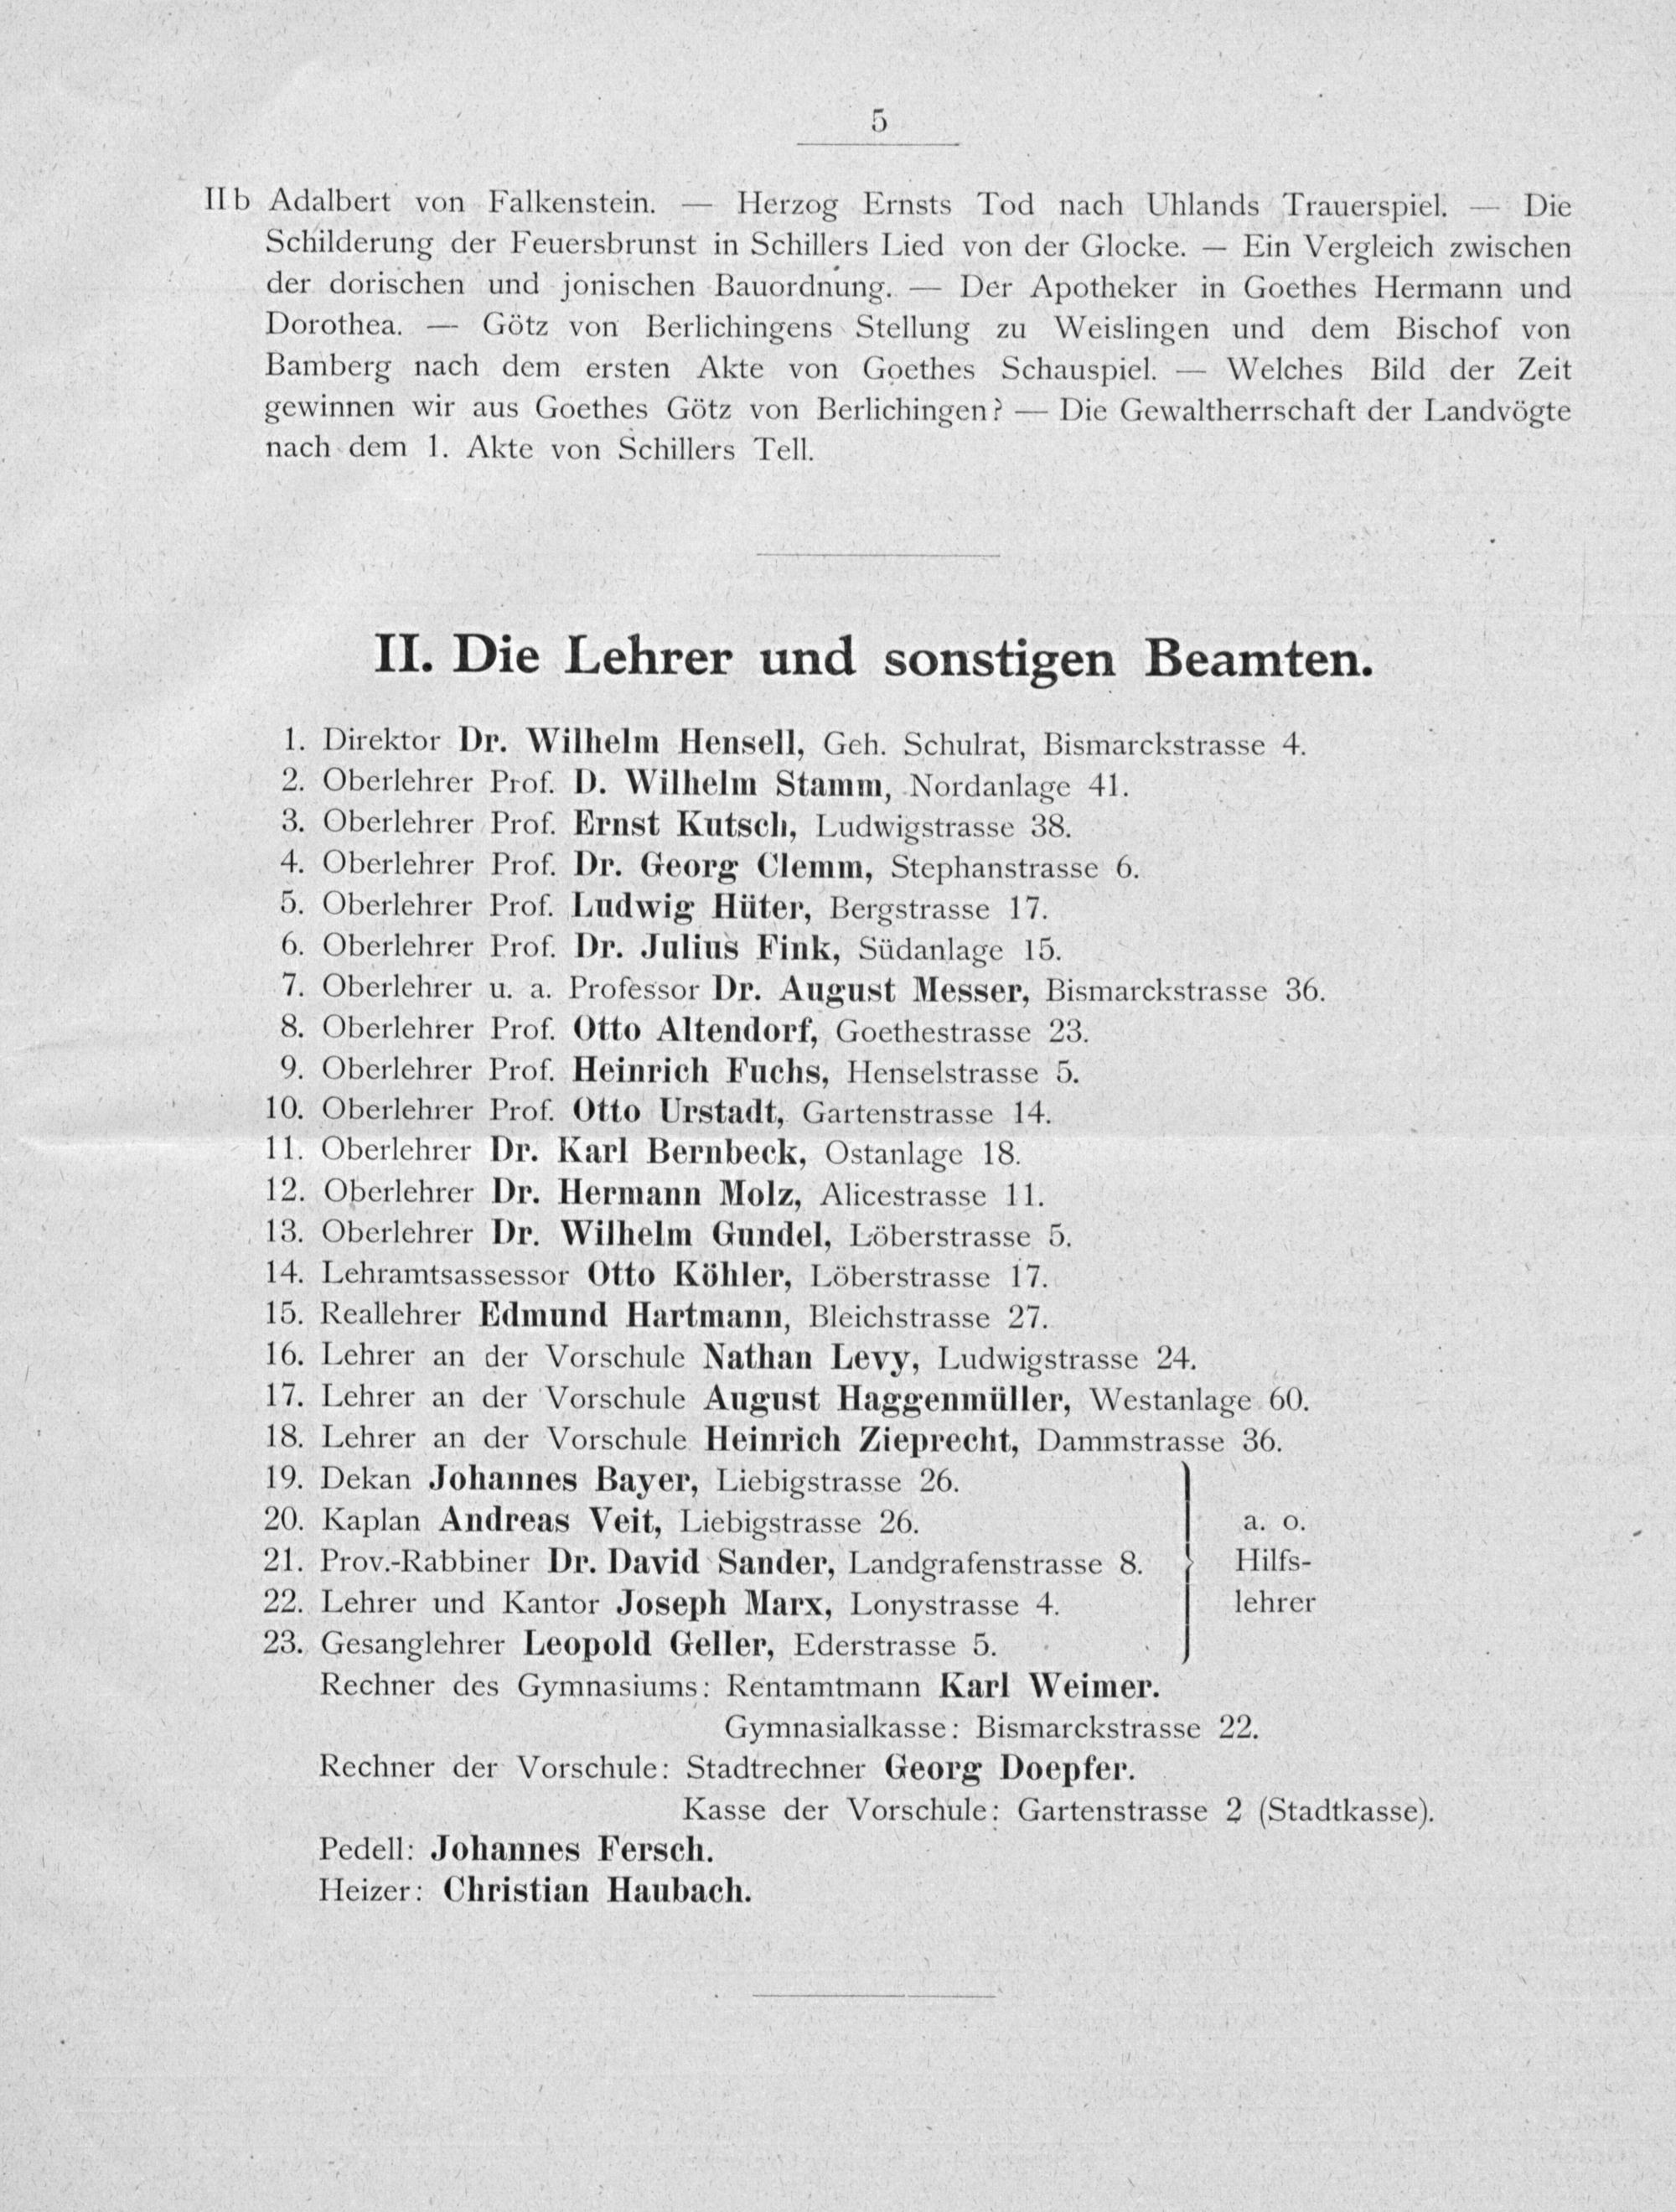 5
IIb Adalbert von Falkenstein. — Herzog Ernsts Tod nach Uhlands Trauerspiel. — Die
Schilderung der Feuersbrunst in Schillers Lied von der Glocke. — Ein Vergleich zwischen
der dorischen und jonischen Bauordnung. — Der Apotheker in Goethes Hermann und
Dorothea. — Götz von Berlichingens Stellung zu Weislingen und dem Bischof von
Bamberg nach dem ersten Akte von Goethes Schauspiel. — Welches Bild der Zeit
gewinnen wir aus Goethes Götz von Berlichingen? — Die Gewaltherrschaft der Landvögte
nach dem 1. Akte von Schillers Tell.
II. Die Lehrer und sonstigen Beamten.
1. Direktor Dr. Wilhelm Hensell, Geh. Schulrat, Bismarckstrasse 4.
2. Oberlehrer Prof. D. Wilhelm Stamm, Nordanlage 41.
3. Oberlehrer Prof. Ernst Kutsch, Ludwigstrasse 38.
4. Oberlehrer Prof. Dr. Georg Clemm, Stephanstrasse 6.
5. Oberlehrer Prof. Ludwig Hüter, Bergstrasse 17.
6. Oberlehrer Prof. Dr. Julius Fink, Südanlage 15.
7. Oberlehrer u. a. Professor Dr. August Messer, Bismarckstrasse 36.
8. Oberlehrer Prof. Otto Altendorf, Goethestrasse 23.
9. Oberlehrer Prof. Heinrich Fuchs, Henselstrasse 5.
10. Oberlehrer Prof. Otto Urstadt, Gartenstrasse 14.
11. Oberlehrer Dr. Karl Bernbeck, Ostanlage 18.
12. Oberlehrer Dr. Hermann Molz, Alicestrasse 11.
13. Oberlehrer Dr. Wilhelm Gundel, Löberstrasse 5.
14. Lehramtsassessor Otto Köhler, Löberstrasse 17.
15. Reallehrer Edmund Hartmann, Bleichstrasse 27.
16. Lehrer an der Vorschule Nathan Levy, Ludwigstrasse 24.
17. Lehrer an der Vorschule August Haggenmüller, Westanlage 60.
18. Lehrer an der Vorschule Heinrich Zieprecht, Dammstrasse 36.
19. Dekan Johannes Bayer, Liebigstrasse 26.
20. Kaplan Andreas Veit, Liebigstrasse 26. a. o.
21. Prov.-Rabbiner Dr. David Sander, Landgrafenstrasse 8. Hilfs-
22. Lehrer und Kantor Joseph Marx, Lonystrasse 4. lehrer
23. Gesanglehrer Leopold Geller, Ederstrasse 5.
Rechner des Gymnasiums: Rentamtmann Karl Weimer.
Gymnasialkasse: Bismarckstrasse 22.
Rechner der Vorschule: Stadtrechner Georg Doepfer.
Kasse der Vorschule: Gartenstrasse 2 (Stadtkasse).
Pedell: Johannes Fersch.
Heizer: Christian Haubach.